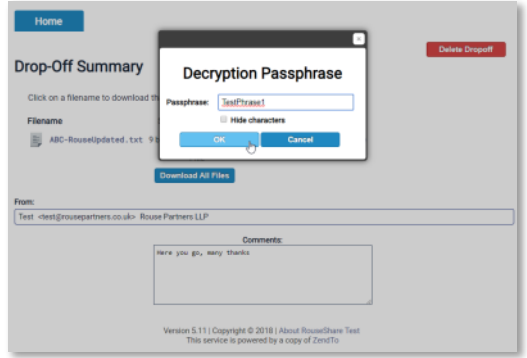 Home
Delete Dropoff
Drop-Off Summary
Decryption Passphrase
Click on a filename to download th
Passphrase: TestPhrase1
Hide characters
Filename
OK Cancel
ABC-RouseUpdated.txt 9 b
Download All Files
From:
Test <test@rousepartners.co.uk> Rouse Partners LLP
Comments:
Here you go, many thanks
Version 5.11 | Copyright © 2018 | About RouseShare Test
This service is powered by a copy of ZendTo